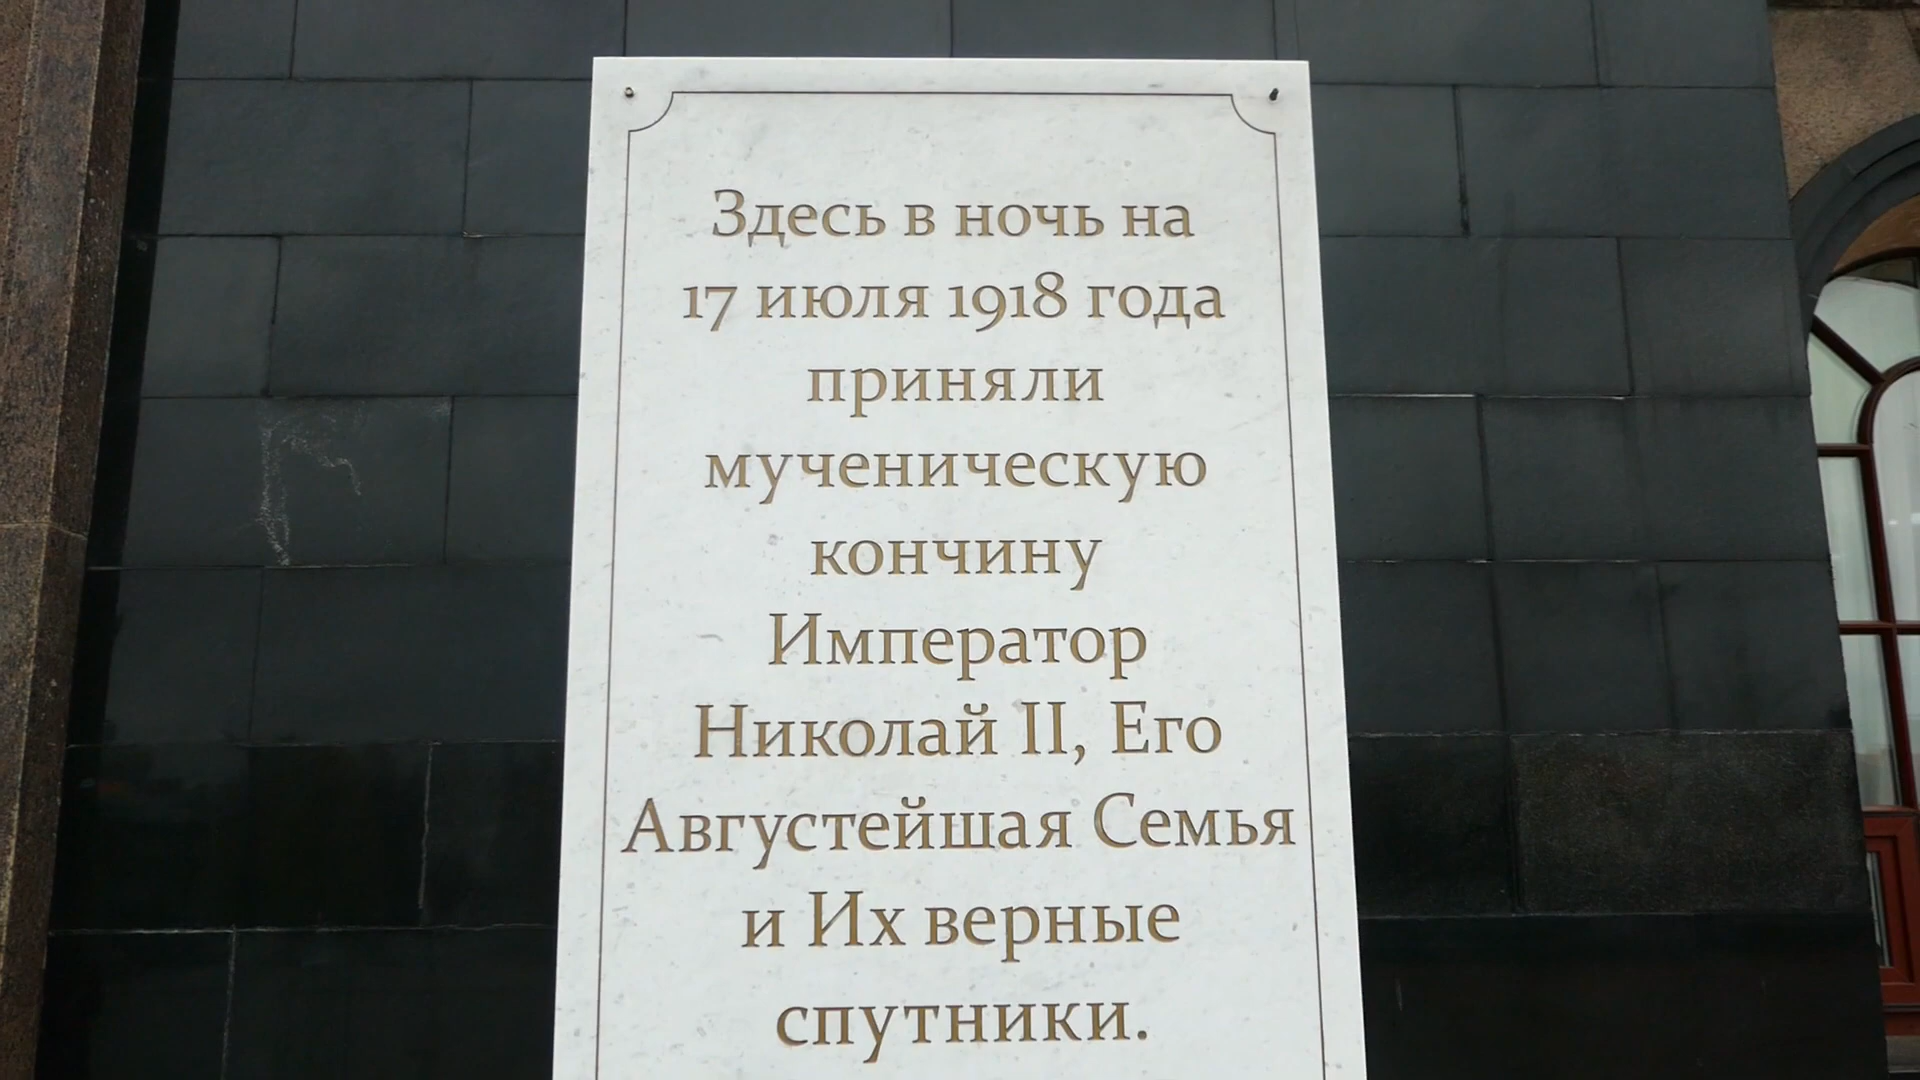 Здесь в ночь на
17 июля 1918 года
приняли
мученическую
кончину
Император
Николай II, Его
Августейшая Семья
и Их верные
спутники.